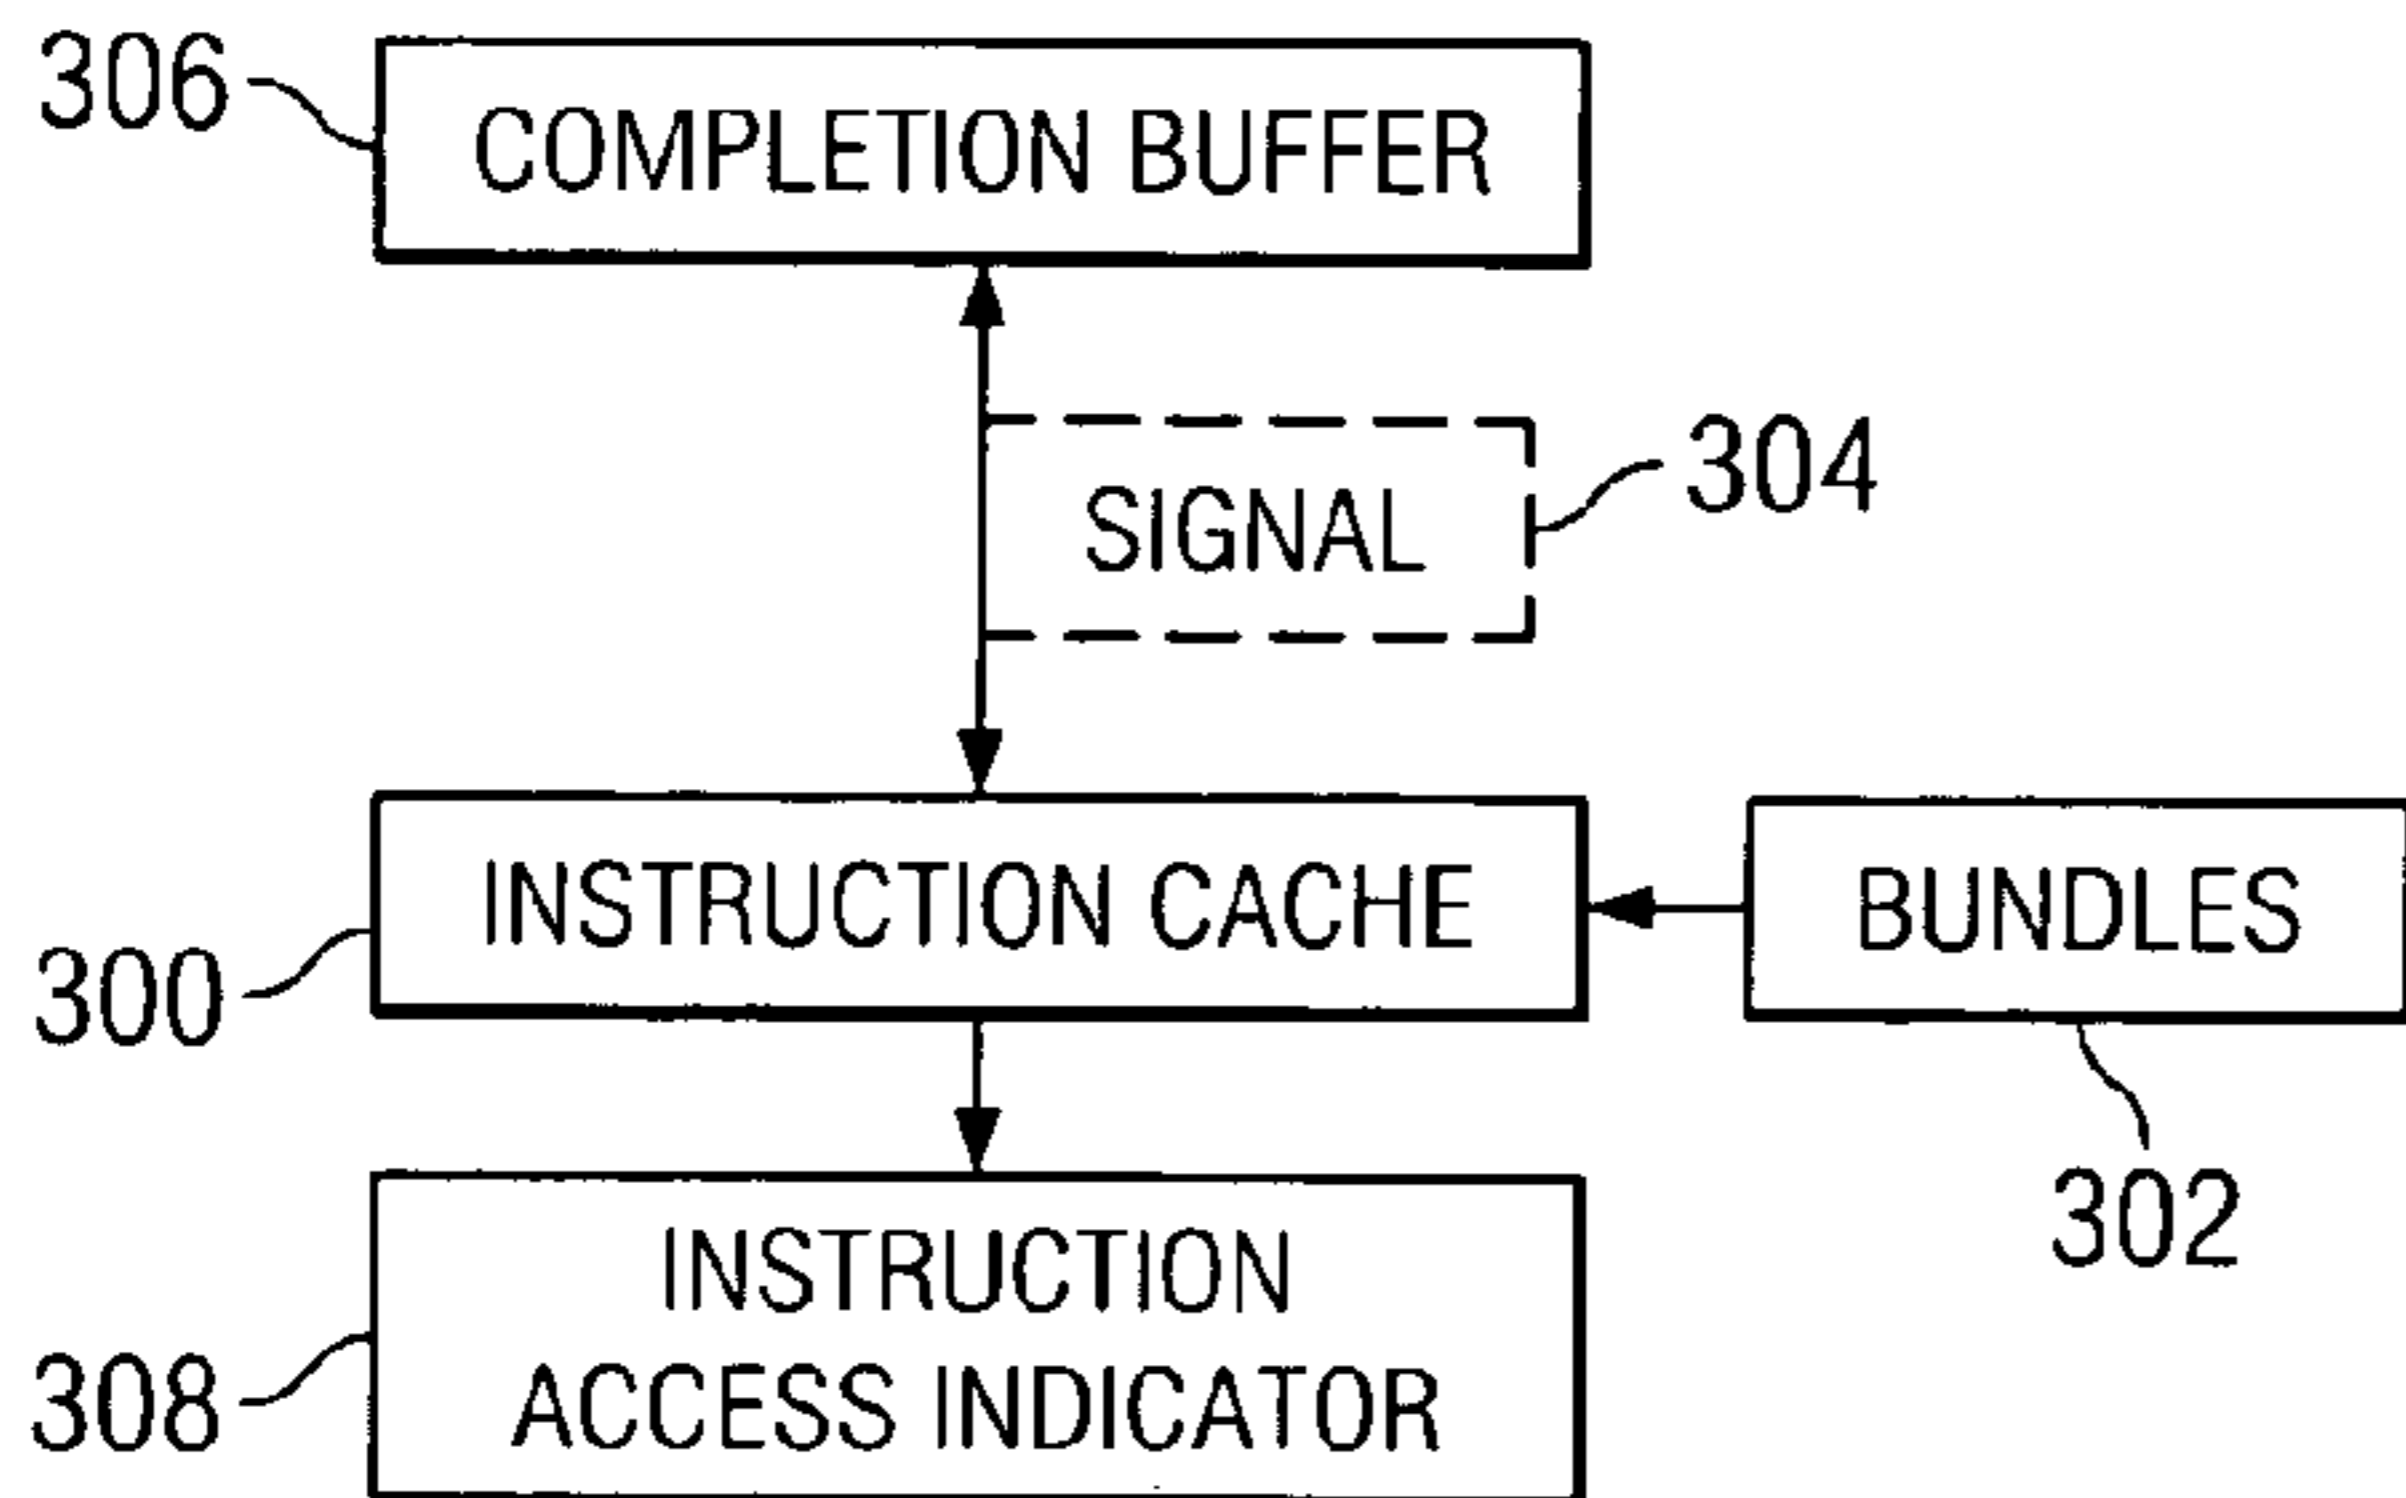 306
COMPLETION BUFFER
SIGNAL
304
INSTRUCTION CACHE
BUNDLES
300
302
INSTRUCTION
ACCESS INDICATOR
308